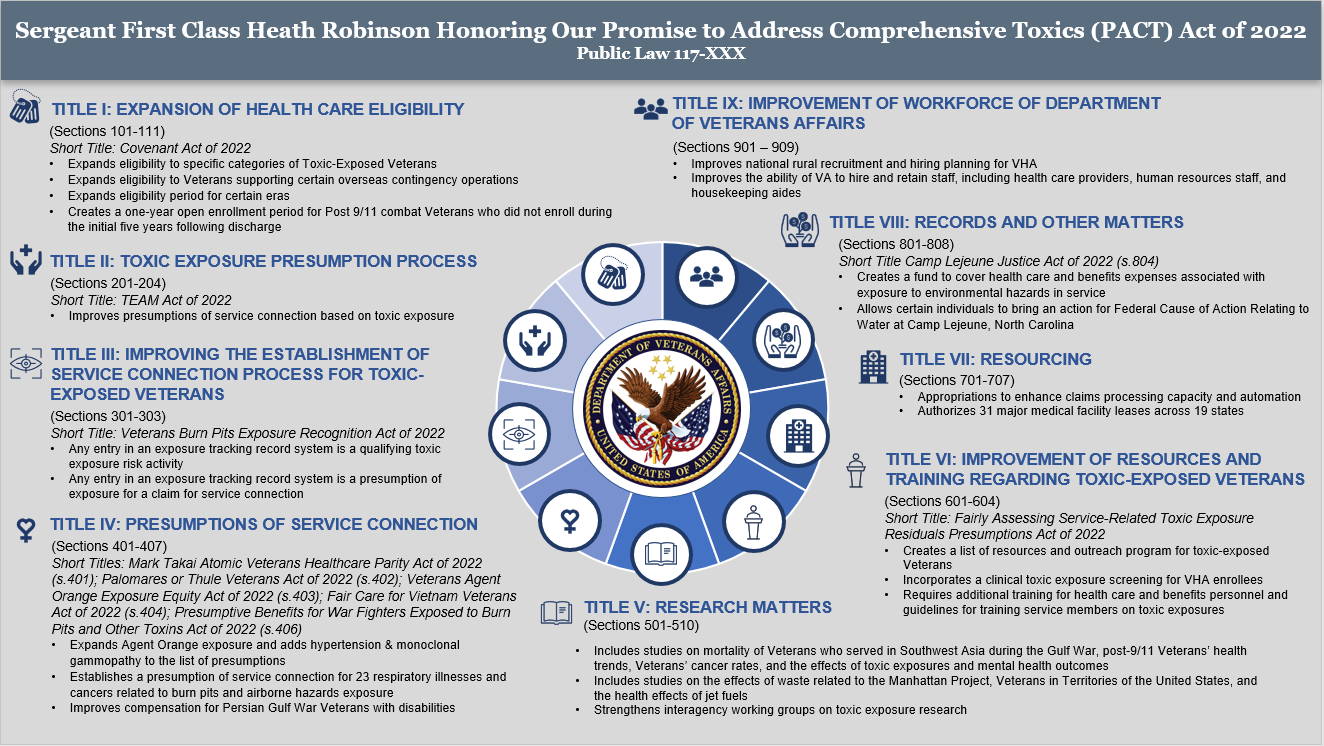 Sergeant First Class Heath Robinson Honoring Our Promise to Address Comprehensive Toxics (PACT) Act of 2022
Public Law 117-XXX
TITLE I: EXPANSION OF HEALTH CARE ELIGIBILITY
(Sections 101-111)
Short Title: Covenant Act of 2022
• Expands eligibility to specific categories of Toxic-Exposed Veterans
• Expands eligibility to Veterans supporting certain overseas contingency operations
• Expands eligibility period for certain eras
• Creates a one-year open enrollment period for Post 9/11 combat Veterans who did not enroll during
the initial five years following discharge
TITLE II: TOXIC EXPOSURE PRESUMPTION PROCESS
(Sections 201-204)
Short Title: TEAM Act of 2022
• Improves presumptions of service connection based on toxic exposure
TITLE III: IMPROVING THE ESTABLISHMENT OF
SERVICE CONNECTION PROCESS FOR TOXIC-
EXPOSED VETERANS
(Sections 301-303)
Short Title: Veterans Burn Pits Exposure Recognition Act of 2022
• Any entry in an exposure tracking record system is a qualifying toxic
exposure risk activity
• Any entry in an exposure tracking record system is a presumption of
exposure for a claim for service connection
TITLE IV: PRESUMPTIONS OF SERVICE CONNECTION
(Sections 401-407)
Short Titles: Mark Takai Atomic Veterans Healthcare Parity Act of 2022
(s.401); Palomares or Thule Veterans Act of 2022 (s.402); Veterans Agent
Orange Exposure Equity Act of 2022 (s.403); Fair Care for Vietnam Veterans
Act of 2022 (s.404); Presumptive Benefits for War Fighters Exposed to Burn
Pits and Other Toxins Act of 2022 (s.406)
• Expands Agent Orange exposure and adds hypertension & monoclonal
gammopathy to the list of presumptions
• Establishes a presumption of service connection for 23 respiratory illnesses and
cancers related to burn pits and airborne hazards exposure
• Improves compensation for Persian Gulf War Veterans with disabilities
DEPARTMENT OF VETERANS AFFAIRS
UNITED STATES OF AMERICA
TITLE V: RESEARCH MATTERS
(Sections 501-510)
• Includes studies on mortality of Veterans who served in Southwest Asia during the Gulf War, post-9/11 Veterans' health
trends, Veterans' cancer rates, and the effects of toxic exposures and mental health outcomes
• Includes studies on the effects of waste related to the Manhattan Project, Veterans in Territories of the United States, and
the health effects of jet fuels
• Strengthens interagency working groups on toxic exposure research
TITLE IX: IMPROVEMENT OF WORKFORCE OF DEPARTMENT
OF VETERANS AFFAIRS
(Sections 901 – 909)
• Improves national rural recruitment and hiring planning for VHA
• Improves the ability of VA to hire and retain staff, including health care providers, human resources staff, and
housekeeping aides
TITLE VIII: RECORDS AND OTHER MATTERS
(Sections 801-808)
Short Title Camp Lejeune Justice Act of 2022 (s.804)
• Creates a fund to cover health care and benefits expenses associated with
exposure to environmental hazards in service
• Allows certain individuals to bring an action for Federal Cause of Action Relating to
Water at Camp Lejeune, North Carolina
TITLE VII: RESOURCING
(Sections 701-707)
• Appropriations to enhance claims processing capacity and automation
• Authorizes 31 major medical facility leases across 19 states
TITLE VI: IMPROVEMENT OF RESOURCES AND
TRAINING REGARDING TOXIC-EXPOSED VETERANS
(Sections 601-604)
Short Title: Fairly Assessing Service-Related Toxic Exposure
Residuals Presumptions Act of 2022
• Creates a list of resources and outreach program for toxic-exposed
Veterans
• Incorporates a clinical toxic exposure screening for VHA enrollees
• Requires additional training for health care and benefits personnel and
guidelines for training service members on toxic exposures